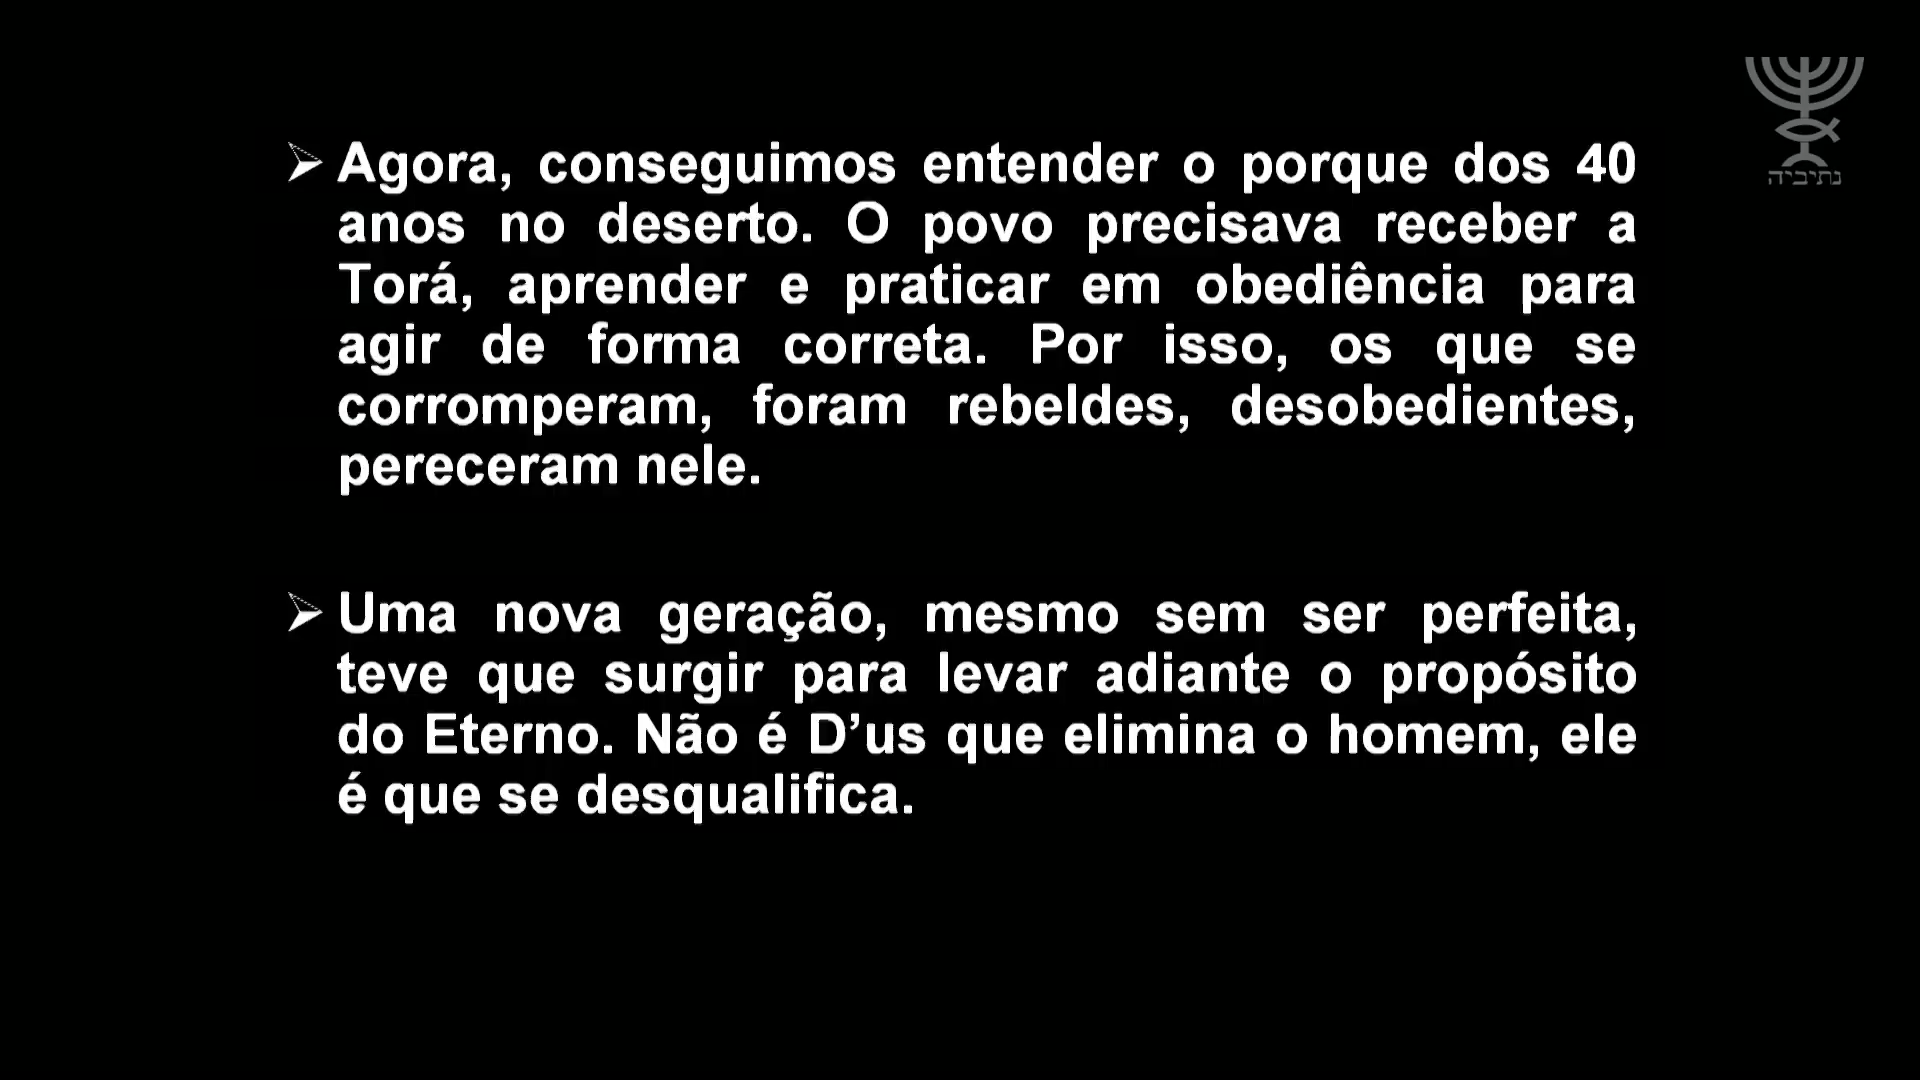 נתיביה
➢ Agora, conseguimos entender o porque dos 40
anos no deserto. O povo precisava receber a
Torá, aprender e praticar em obediência para
agir de forma correta. Por isso, os que se
corromperam, foram rebeldes, desobedientes,
pereceram nele.
➢ Uma nova geração, mesmo sem ser perfeita,
teve que surgir para levar adiante o propósito
do Eterno. Não é D’us que elimina o homem, ele
é que se desqualifica.